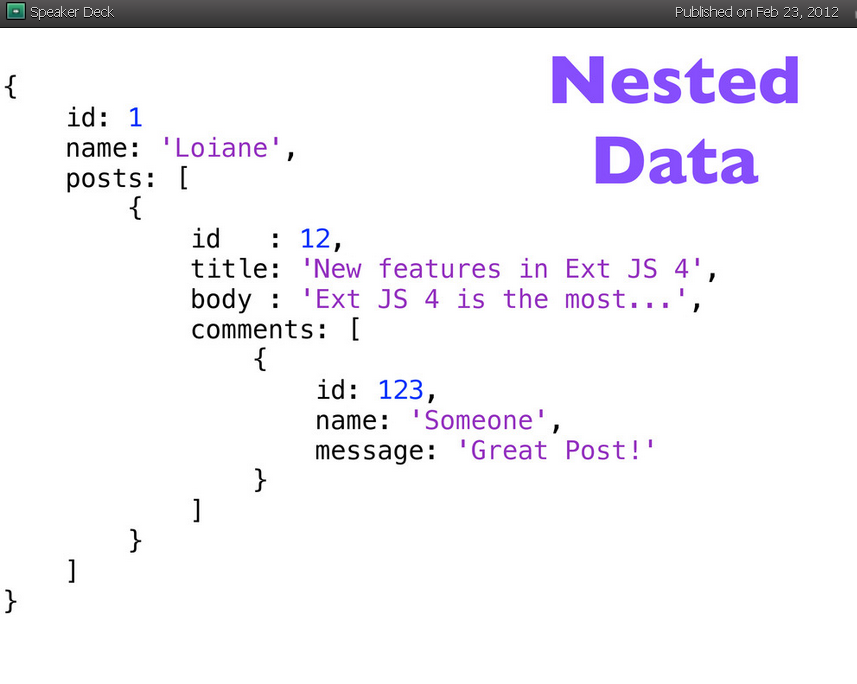 Speaker Deck
Published on Feb 23, 2012
Nested
Data
{
    id: 1
    name: 'Loiane',
    posts: [
        {
            id   : 12,
            title: 'New features in Ext JS 4',
            body : 'Ext JS 4 is the most...',
            comments: [
                {
                    id: 123,
                    name: 'Someone',
                    message: 'Great Post!'
                }
            ]
        }
    ]
}